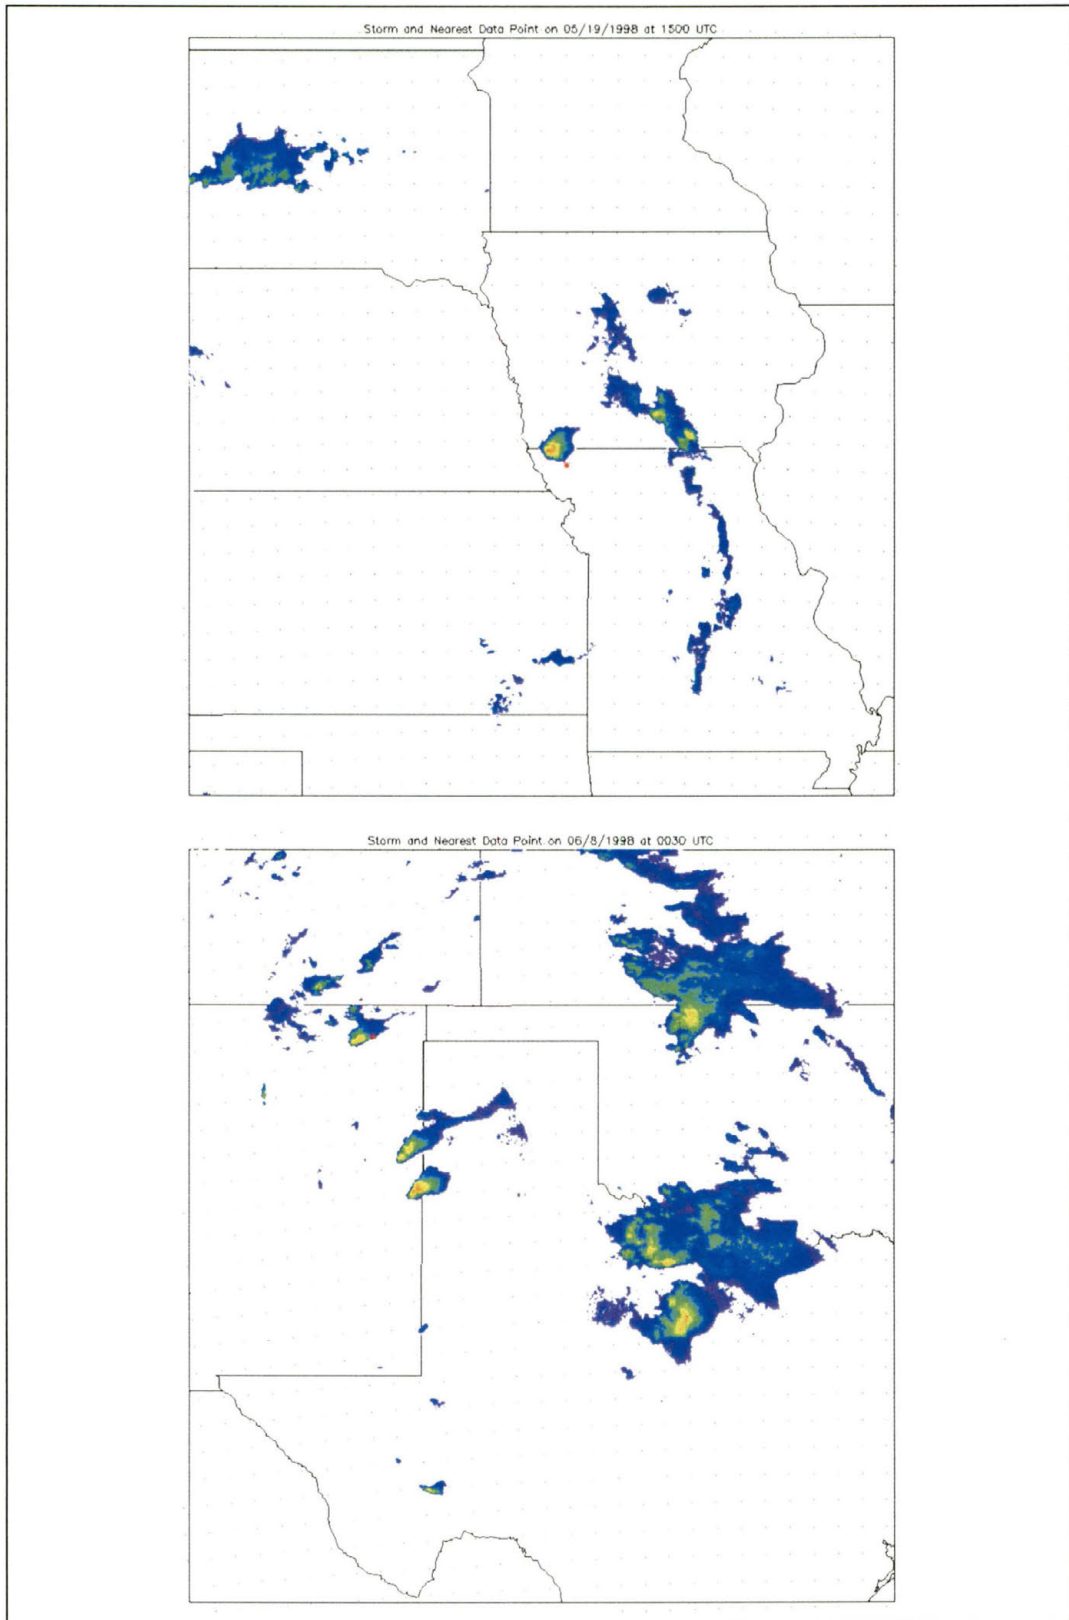 Storm and Nearest Data Point on 05/19/1998 at 1500 UTC
Storm and Nearest Data Point on 06/8/1998 at 0030 UTC